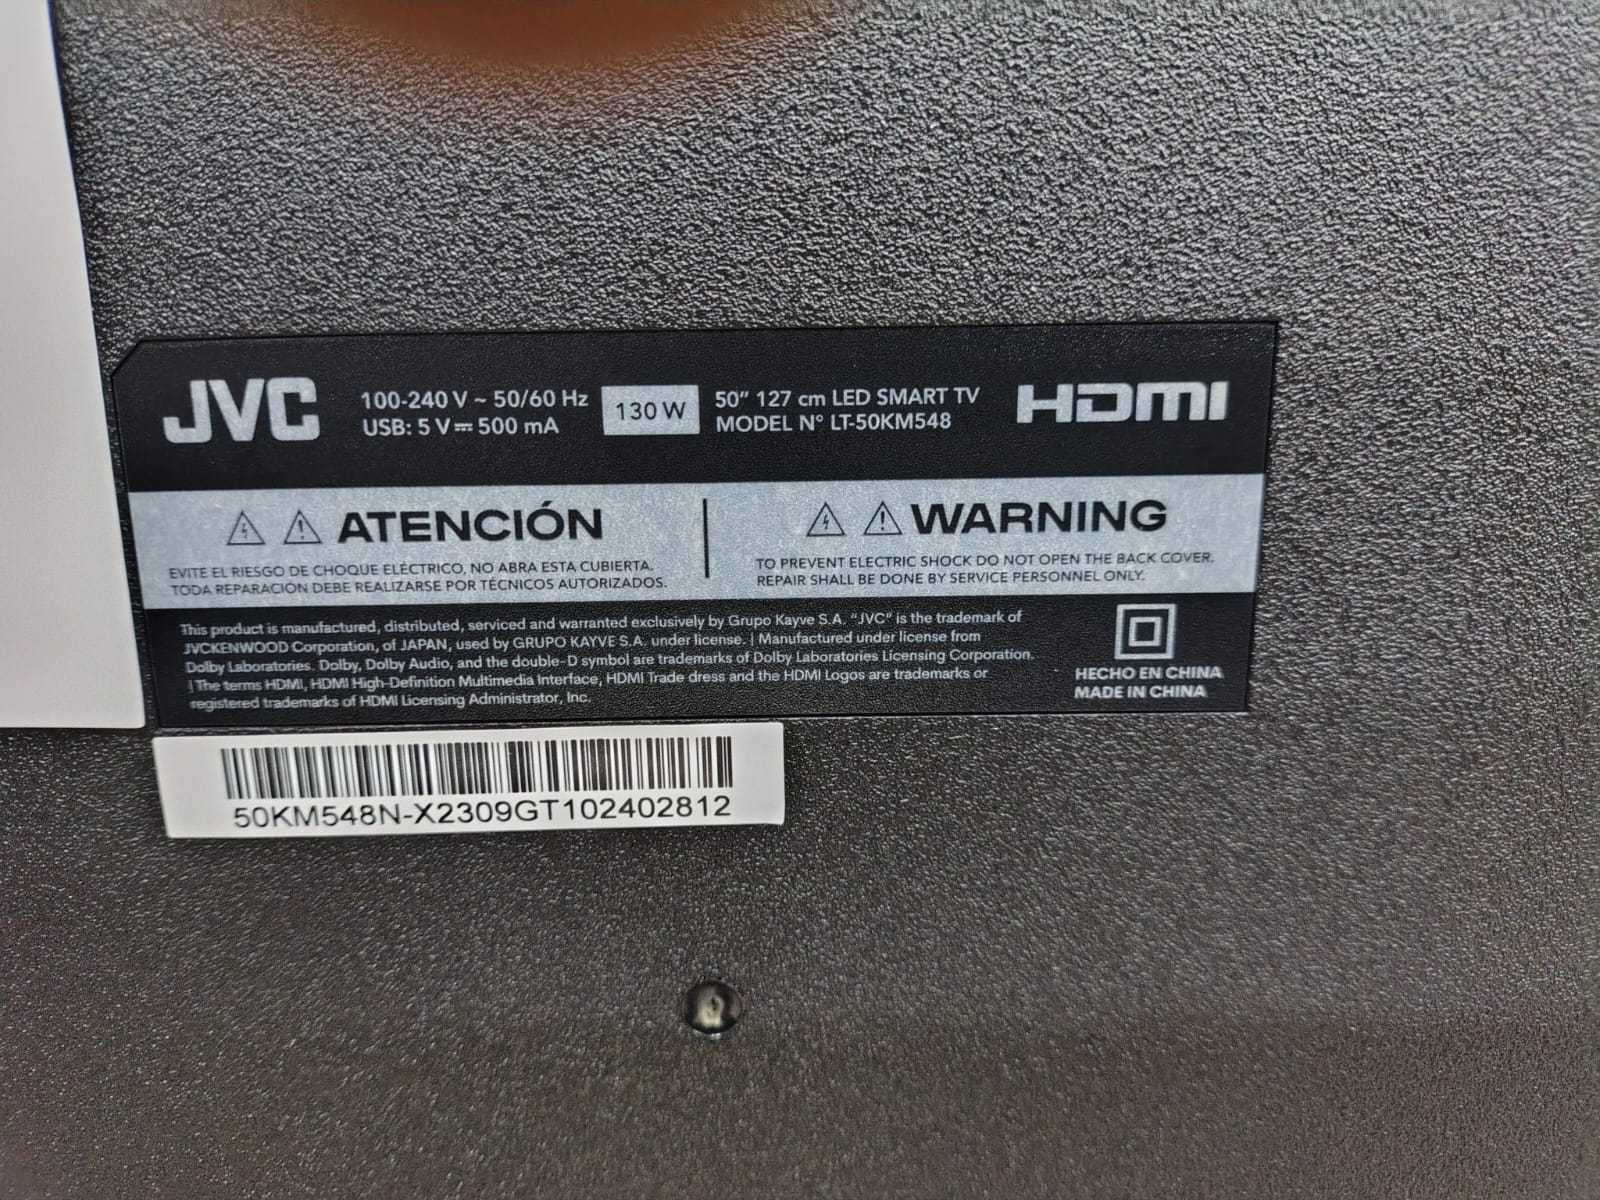 JVC
100-240 V ~ 50/60 Hz
USB: 5 V⎓ 500 mA
130 W
50" 127 cm LED SMART TV
MODEL N° LT-50KM548
HDMI
ATENCIÓN
EVITE EL RIESGO DE CHOQUE ELÉCTRICO, NO ABRA ESTA CUBIERTA.
TODA REPARACIÓN DEBE REALIZARSE POR TÉCNICOS AUTORIZADOS.
WARNING
TO PREVENT ELECTRIC SHOCK DO NOT OPEN THE BACK COVER.
REPAIR SHALL BE DONE BY SERVICE PERSONNEL ONLY.
This product is manufactured, distributed, serviced and warranted exclusively by Grupo Kayve S.A. "JVC" is the trademark of
JVCKENWOOD Corporation, of JAPAN, used by GRUPO KAYVE S.A. under license. | Manufactured under license from
Dolby Laboratories. Dolby, Dolby Audio, and the double-D symbol are trademarks of Dolby Laboratories Licensing Corporation.
| The terms HDMI, HDMI High-Definition Multimedia Interface, HDMI Trade dress and the HDMI Logos are trademarks or
registered trademarks of HDMI Licensing Administrator, Inc.
HECHO EN CHINA
MADE IN CHINA
50KM548N-X2309GT102402812